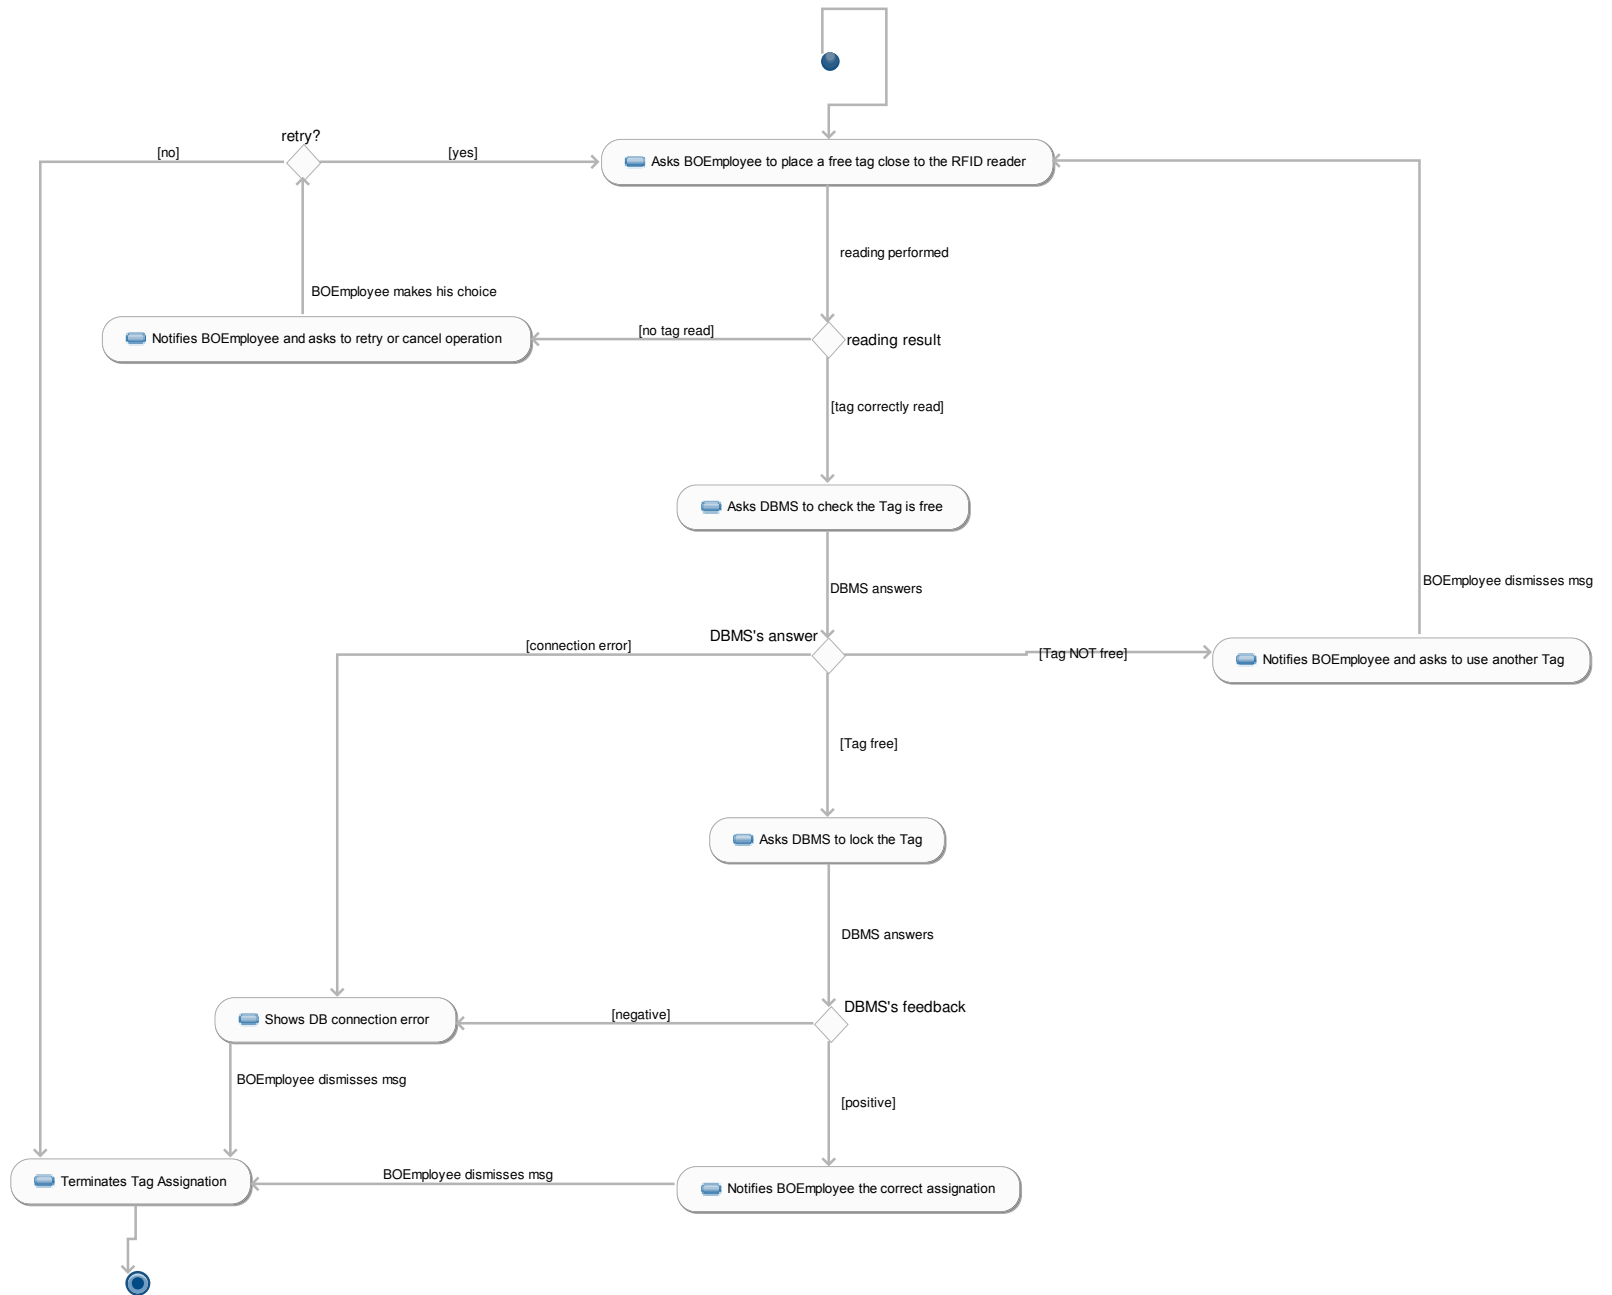 retry?
[no]
[yes]
Asks BOEmployee to place a free tag close to the RFID reader
reading performed
BOEmployee makes his choice
Notifies BOEmployee and asks to retry or cancel operation
[no tag read]
reading result
[tag correctly read]
Asks DBMS to check the Tag is free
DBMS answers
BOEmployee dismisses msg
DBMS's answer
[connection error]
[Tag NOT free]
Notifies BOEmployee and asks to use another Tag
[Tag free]
Asks DBMS to lock the Tag
DBMS answers
DBMS's feedback
Shows DB connection error
[negative]
BOEmployee dismisses msg
[positive]
Terminates Tag Assignation
BOEmployee dismisses msg
Notifies BOEmployee the correct assignation